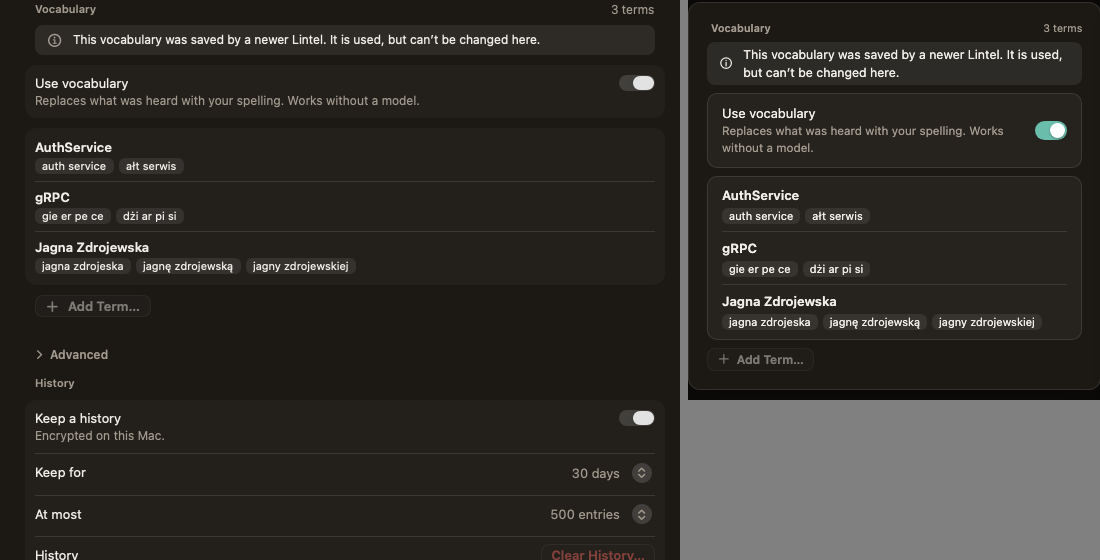 Vocabulary
3 terms
This vocabulary was saved by a newer Lintel. It is used, but can’t be changed here.
Use vocabulary
Replaces what was heard with your spelling. Works without a model.
AuthService
auth service ałt serwis
gRPC
gie er pe ce dżi ar pi si
Jagna Zdrojewska
jagna zdrojeska jagnę zdrojewską jagny zdrojewskiej
+ Add Term...
Advanced
History
Keep a history
Encrypted on this Mac.
Keep for
30 days
At most
500 entries
History
Clear History...
Vocabulary
3 terms
This vocabulary was saved by a newer Lintel. It is used,
but can’t be changed here.
Use vocabulary
Replaces what was heard with your spelling. Works
without a model.
AuthService
auth service ałt serwis
gRPC
gie er pe ce dżi ar pi si
Jagna Zdrojewska
jagna zdrojeska jagnę zdrojewską jagny zdrojewskiej
+ Add Term...